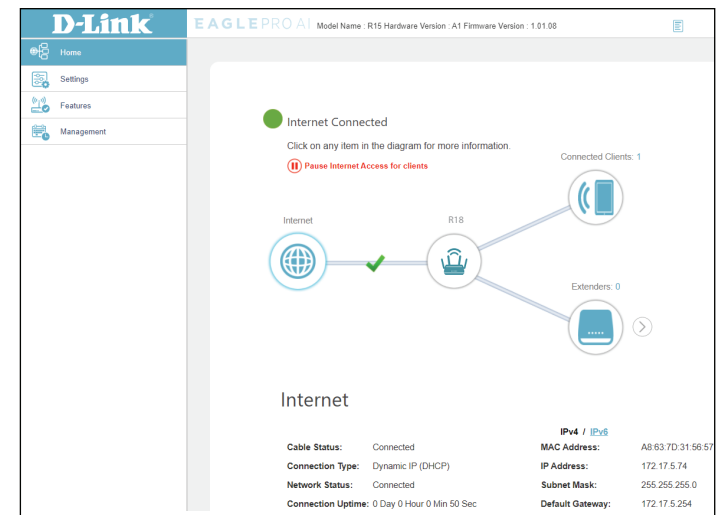 D-Link
EAGLE PRO AI Model Name : R15 Hardware Version : A1 Firmware Version : 1.01.08
Home
Settings
Features
Management
Internet Connected
Click on any item in the diagram for more information.
Pause Internet Access for clients
Connected Clients: 1
Internet
R18
Extenders: 0
Internet
IPv4 / IPv6
Cable Status: Connected MAC Address: A8:63:7D:31:56:57
Connection Type: Dynamic IP (DHCP) IP Address: 172.17.5.74
Network Status: Connected Subnet Mask: 255.255.255.0
Connection Uptime: 0 Day 0 Hour 0 Min 50 Sec Default Gateway: 172.17.5.254